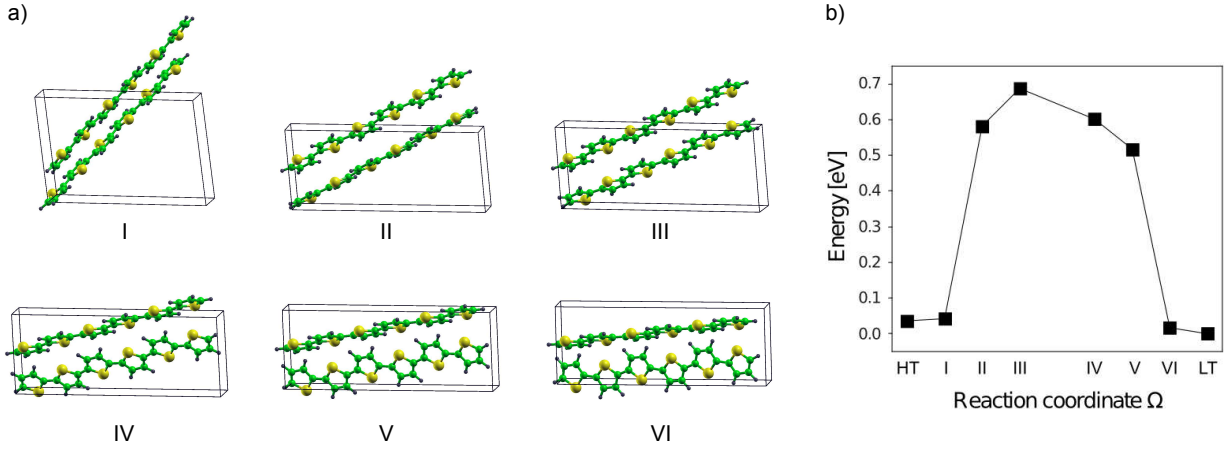 a)
I
II
III
IV
V
VI
b)
Energy [eV]
0.7
0.6
0.5
0.4
0.3
0.2
0.1
0.0
HT I II III IV V VI LT
Reaction coordinate Ω